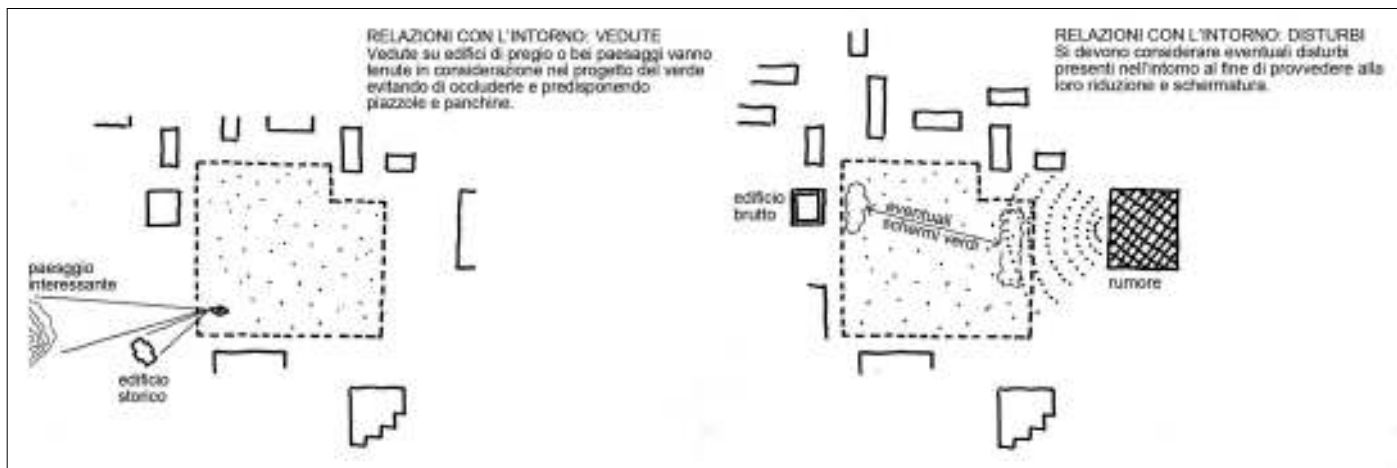 RELAZIONI CON L'INTORNO: VEDUTE
Vedute su edifici di pregio o bei paesaggi vanno
tenute in considerazione nel progetto del verde
evitando di occluderle e predisponendo
piazzole e panchine.
paesggio
interessante
edificio
storico
RELAZIONI CON L'INTORNO: DISTURBI
Si devono considerare eventuali disturbi
presenti nell'intorno al fine di provvedere alla
loro riduzione e schermatura.
edificio
brutto
eventuali
schermi verdi
rumore